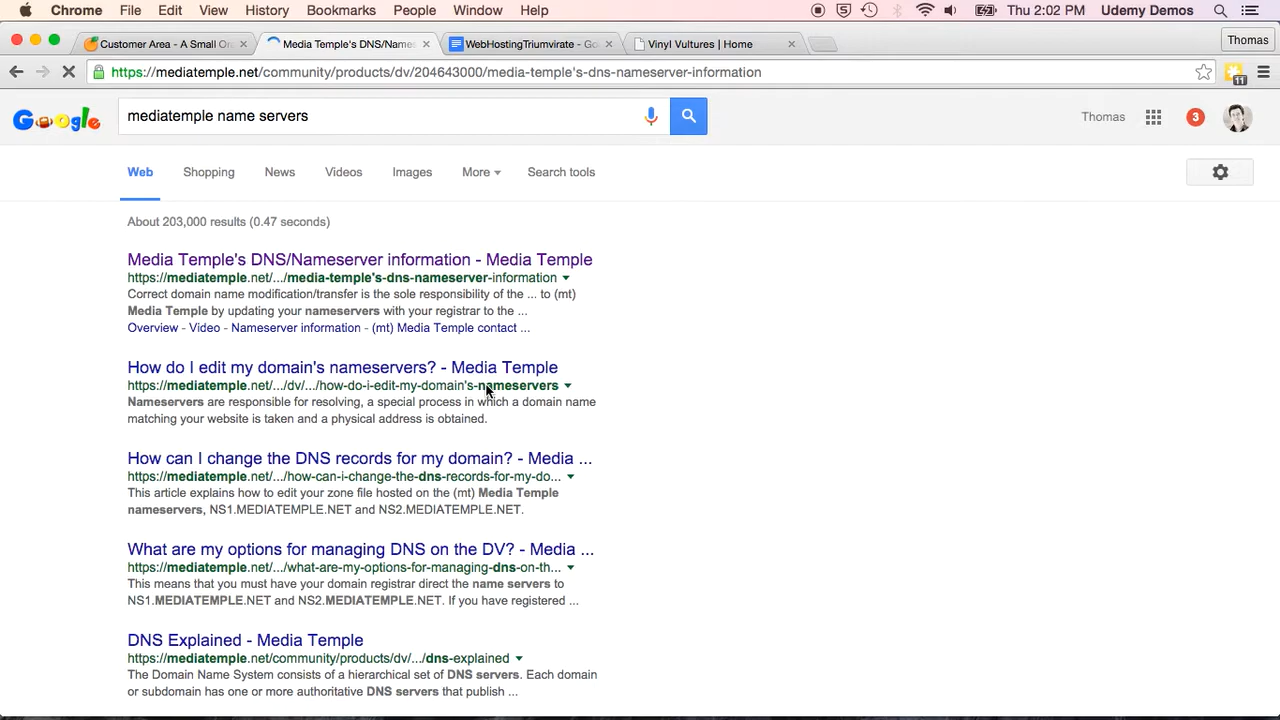 Chrome File Edit View History Bookmarks People Window Help Thu 2:02 PM Udemy Demos
Customer Area - A Small Or Media Temple's DNS/Names WebHostingTriumvirate - Go Vinyl Vultures | Home Thomas
https://mediatemple.net/community/products/dv/204643000/media-temple's-dns-nameserver-information
11
Google mediatemple name servers Thomas 3
Web Shopping News Videos Images More Search tools
About 203,000 results (0.47 seconds)
Media Temple's DNS/Nameserver information - Media Temple
https://mediatemple.net/.../media-temple's-dns-nameserver-information
Correct domain name modification/transfer is the sole responsibility of the ... to (mt)
Media Temple by updating your nameservers with your registrar to the ...
Overview - Video - Nameserver information - (mt) Media Temple contact ...
How do I edit my domain's nameservers? - Media Temple
https://mediatemple.net/.../dv/.../how-do-i-edit-my-domain's-nameservers
Nameservers are responsible for resolving, a special process in which a domain name
matching your website is taken and a physical address is obtained.
How can I change the DNS records for my domain? - Media ...
https://mediatemple.net/.../how-can-i-change-the-dns-records-for-my-do...
This article explains how to edit your zone file hosted on the (mt) Media Temple
nameservers, NS1.MEDIATEMPLE.NET and NS2.MEDIATEMPLE.NET.
What are my options for managing DNS on the DV? - Media ...
https://mediatemple.net/.../what-are-my-options-for-managing-dns-on-th...
This means that you must have your domain registrar direct the name servers to
NS1.MEDIATEMPLE.NET and NS2.MEDIATEMPLE.NET. If you have registered ...
DNS Explained - Media Temple
https://mediatemple.net/community/products/dv/.../dns-explained
The Domain Name System consists of a hierarchical set of DNS servers. Each domain
or subdomain has one or more authoritative DNS servers that publish ...